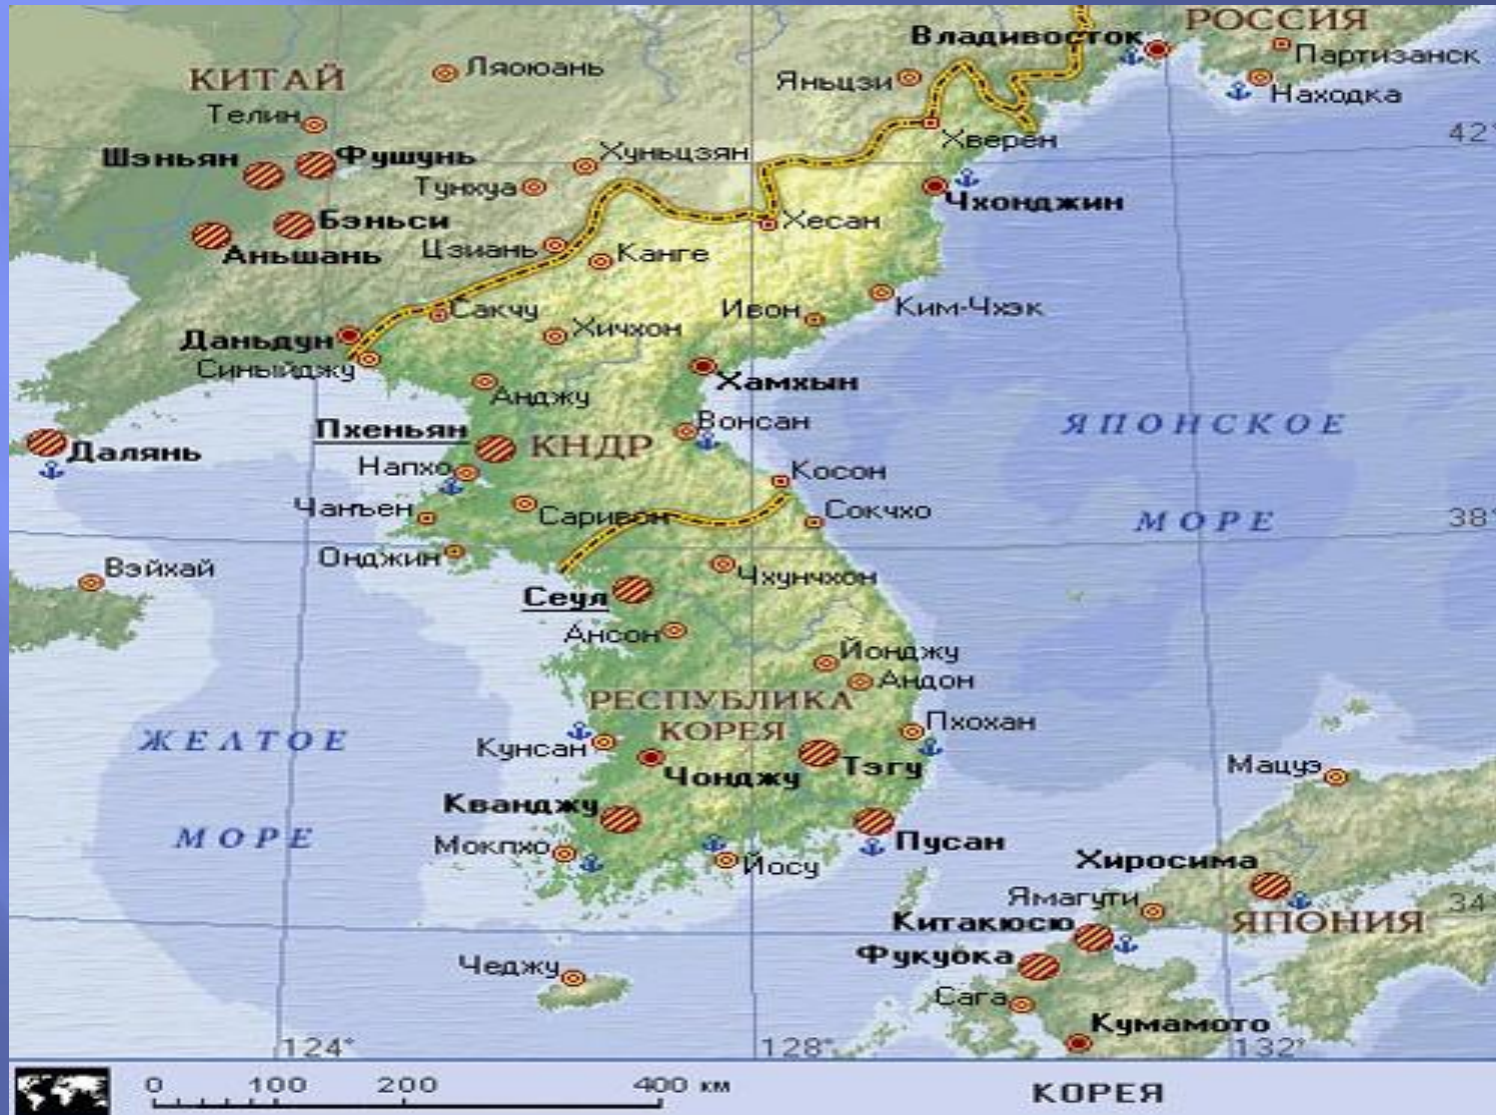 РОССИЯ
Владивосток
Партизанск
КИТАЙ
Ляоюань
Яньцзи
Находка
Телин
42°
Хверен
Шэньян
Фушунь
Хуньцзян
Тунхуа
Чхонджин
Бэньси
Хесан
Аньшань
Цзиань
Канге
Сакчу
Ивон
Ким-Чхэк
Даньдун
Хичхон
Синыйджу
Хамхын
Анджу
Пхеньян
Вонсан
ЯПОНСКОЕ
Далянь
КНДР
Напхо
Косон
Чанъен
Саривон
Сокчхо
МОРЕ
38°
Онджин
Вэйхай
Чхунчхон
Сеул
Ансон
Йонджу
Андон
РЕСПУБЛИКА
КОРЕЯ
Пхохан
ЖЕЛТОЕ
Кунсан
Чонджу
Тэгу
Мацуэ
Кванджу
МОРЕ
Мокпхо
Йосу
Пусан
Хиросима
Ямагути
34°
Китакюсю
ЯПОНИЯ
Фукуока
Чеджу
Сага
Кумамото
124°
128°
132°
0 100 200 400 км
КОРЕЯ